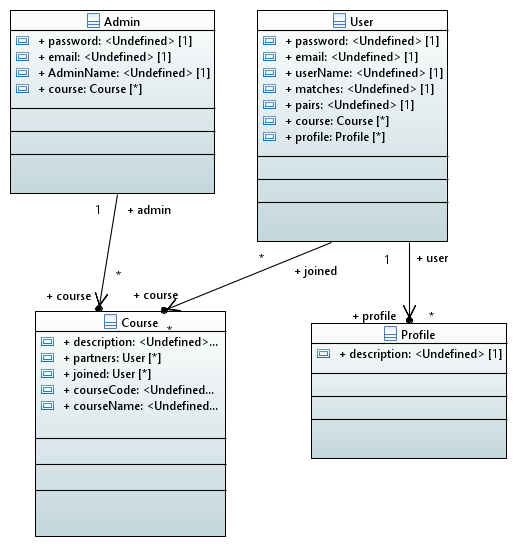 Admin
+ password: <Undefined> [1]
+ email: <Undefined> [1]
+ AdminName: <Undefined> [1]
+ course: Course [*]
User
+ password: <Undefined> [1]
+ email: <Undefined> [1]
+ userName: <Undefined> [1]
+ matches: <Undefined> [1]
+ pairs: <Undefined> [1]
+ course: Course [*]
+ profile: Profile [*]
1
+ admin
*
+ course
*
+ joined
+ course
*
1
+ user
+ profile
*
Course
+ description: <Undefined>...
+ partners: User [*]
+ joined: User [*]
+ courseCode: <Undefined...
+ courseName: <Undefined...
Profile
+ description: <Undefined> [1]